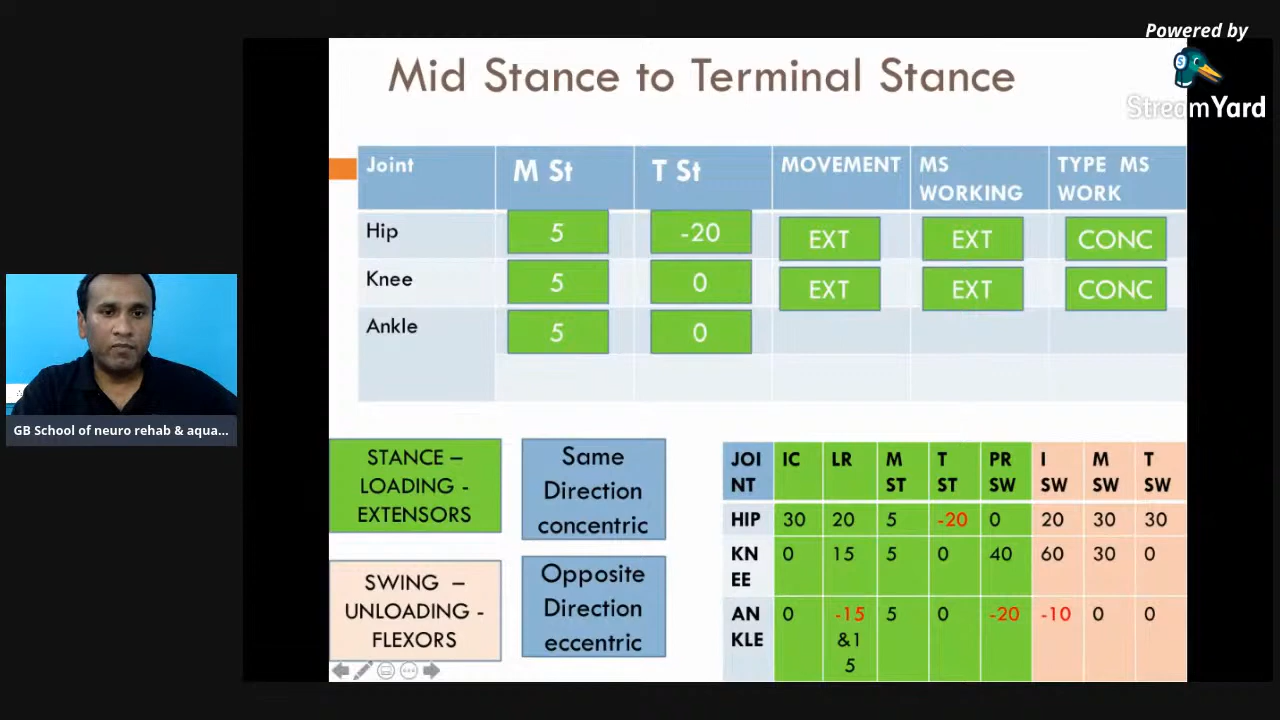 Powered by
StreamYard
Mid Stance to Terminal Stance
Joint M St T St MOVEMENT MS WORKING TYPE MS WORK
Hip 5 -20 EXT EXT CONC
Knee 5 0 EXT EXT CONC
Ankle 5 0
GB School of neuro rehab & aqua...
STANCE –
LOADING -
EXTENSORS
Same
Direction
concentric
SWING –
UNLOADING -
FLEXORS
Opposite
Direction
eccentric
JOI NT IC LR M ST T ST PR SW I SW M SW T SW
HIP 30 20 5 -20 0 20 30 30
KN EE 0 15 5 0 40 60 30 0
AN KLE 0 -15 &1 5 5 0 -20 -10 0 0